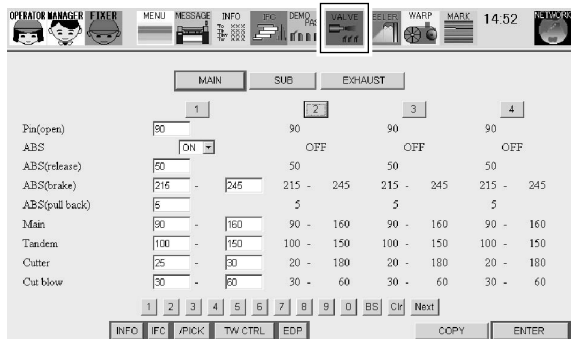 OPERATOR MANAGER FIXER MENU MESSAGE INFO IFC DEMO VALVE WARP MARK 14:52 NETWORK
MAIN SUB EXHAUST
1 2 3 4
Pin(open) 90 90 90 90
ABS ON OFF OFF OFF
ABS(release) 50 50 50 50
ABS(brake) 215 - 245 215 - 245 215 - 245 215 - 245
ABS(pull back) 5 5 5 5
Main 90 - 160 90 - 160 90 - 160 90 - 160
Tandem 100 - 150 100 - 150 100 - 150 100 - 150
Cutter 25 - 30 20 - 180 20 - 180 20 - 180
Cut blow 30 - 60 30 - 60 30 - 60 30 - 60
1 2 3 4 5 6 7 8 9 0 BS Clr Next
INFO IFC /PICK TW CTRL EDP COPY ENTER